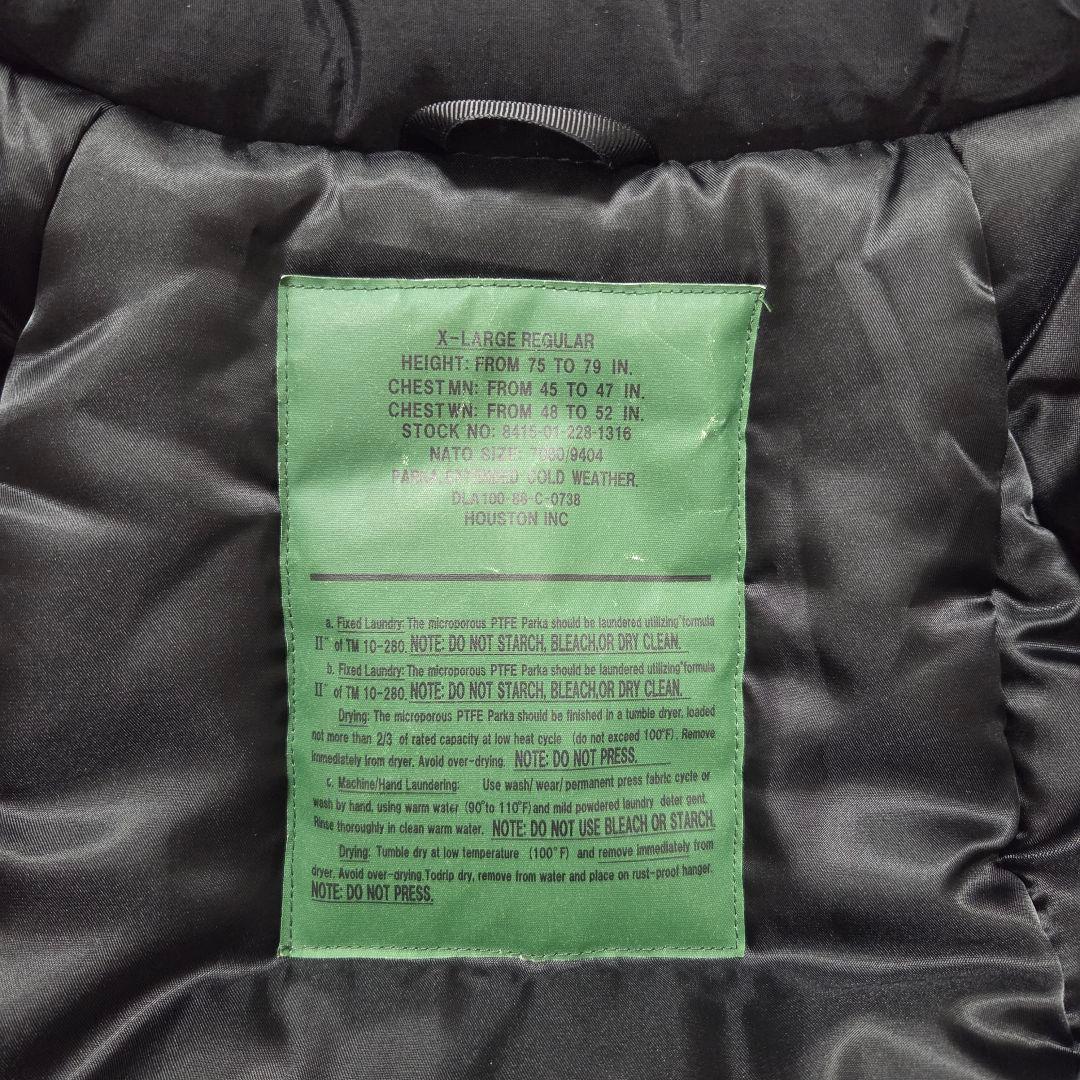 X-LARGE REGULAR
HEIGHT: FROM 75 TO 79 IN.
CHEST MN: FROM 45 TO 47 IN.
CHEST WN: FROM 48 TO 52 IN.
STOCK NO: 8415-01-228-1316
NATO SIZE: /9404
PARKA, COLD WEATHER.
DLA100-88-C-0738
HOUSTON INC
a. Fixed Laundry: The microporous PTFE Parka should be laundered utilizing"formula
II" of TM 10-280. NOTE: DO NOT STARCH, BLEACH,OR DRY CLEAN.
b. Fixed Laundry: The microporous PTFE Parka should be laundered utilizing"formula
II" of TM 10-280. NOTE: DO NOT STARCH, BLEACH,OR DRY CLEAN.
Drying: The microporous PTFE Parka should be finished in a tumble dryer, loaded
not more than 2/3 of rated capacity at low heat cycle (do not exceed 100°F). Remove
immediately from dryer. Avoid over-drying. NOTE: DO NOT PRESS.
c. Machine/Hand Laundering: Use wash/ wear/ permanent press fabric cycle or
wash by hand, using warm water (90°to 110°F) and mild powdered laundry deter gent.
Rinse thoroughly in clean warm water. NOTE: DO NOT USE BLEACH OR STARCH.
Drying: Tumble dry at low temperature (100°F) and remove immediately from
dryer. Avoid over-drying. Todrip dry, remove from water and place on rust-proof hanger.
NOTE: DO NOT PRESS.